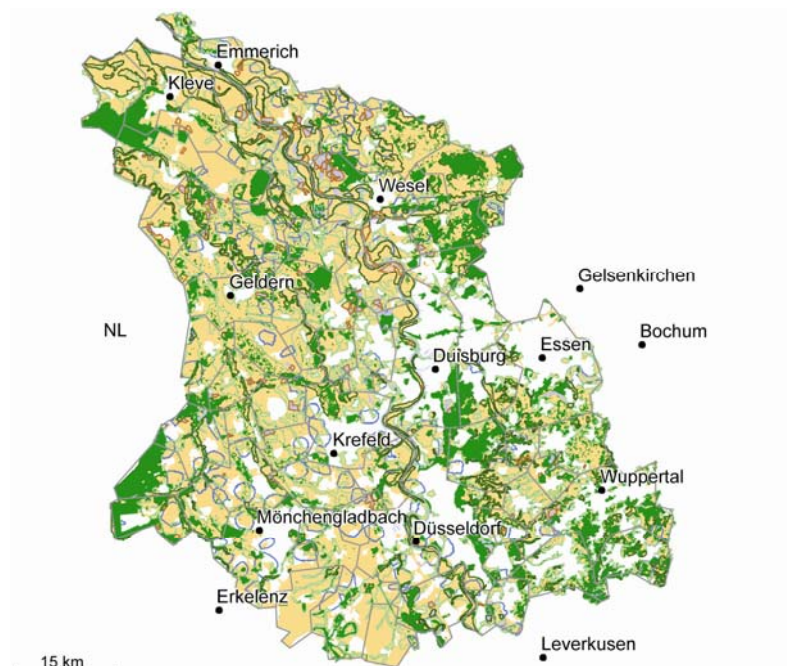 Emmerich
Kleve
Wesel
Gelsenkirchen
Geldern
NL
Bochum
Duisburg
Essen
Krefeld
Wuppertal
Mönchengladbach
Düsseldorf
Erkelenz
Leverkusen
15 km